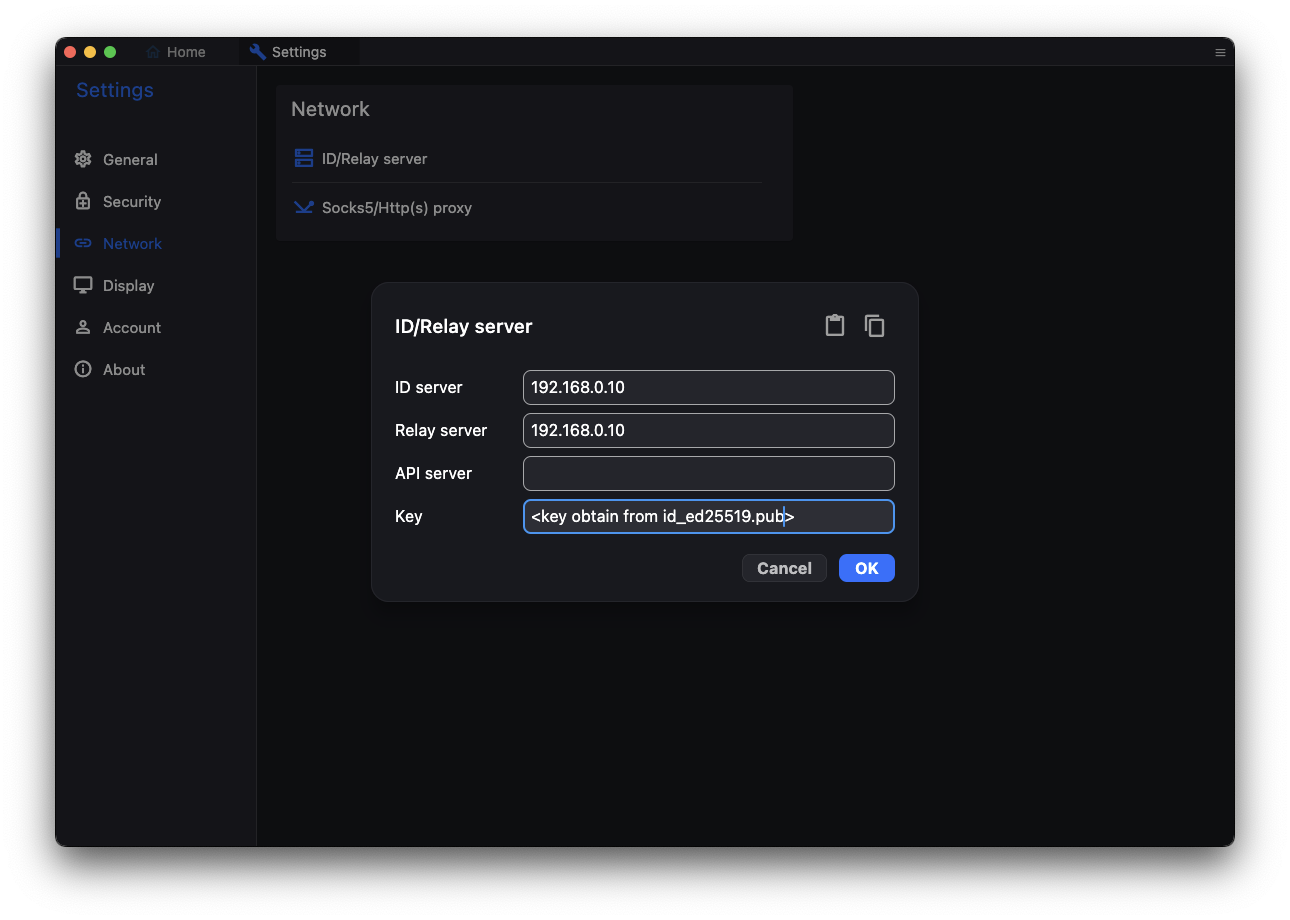 Home
Settings
Settings
General
Security
Network
Display
Account
About
Network
ID/Relay server
Socks5/Http(s) proxy
ID/Relay server
ID server 192.168.0.10
Relay server 192.168.0.10
API server
Key <key obtain from id_ed25519.pub>
Cancel OK